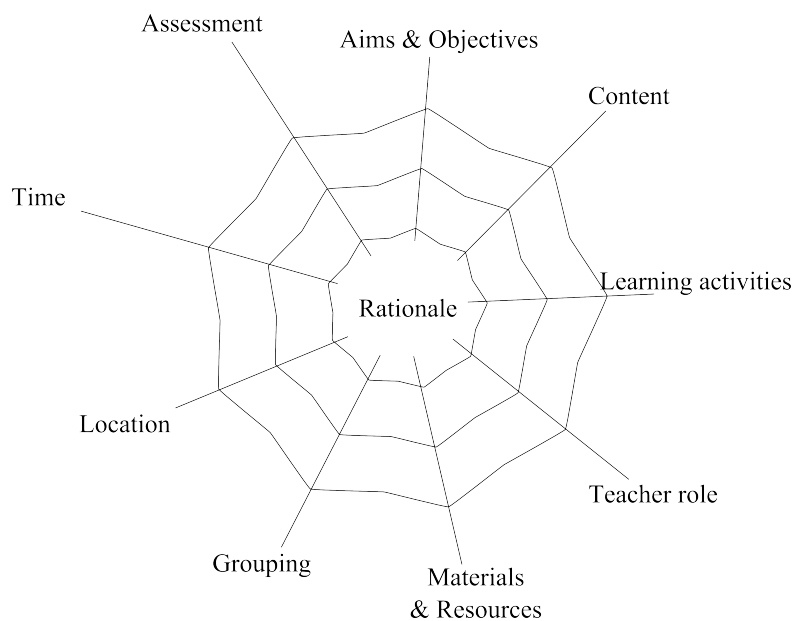 Assessment
Aims & Objectives
Content
Time
Learning activities
Rationale
Location
Teacher role
Grouping
Materials
& Resources